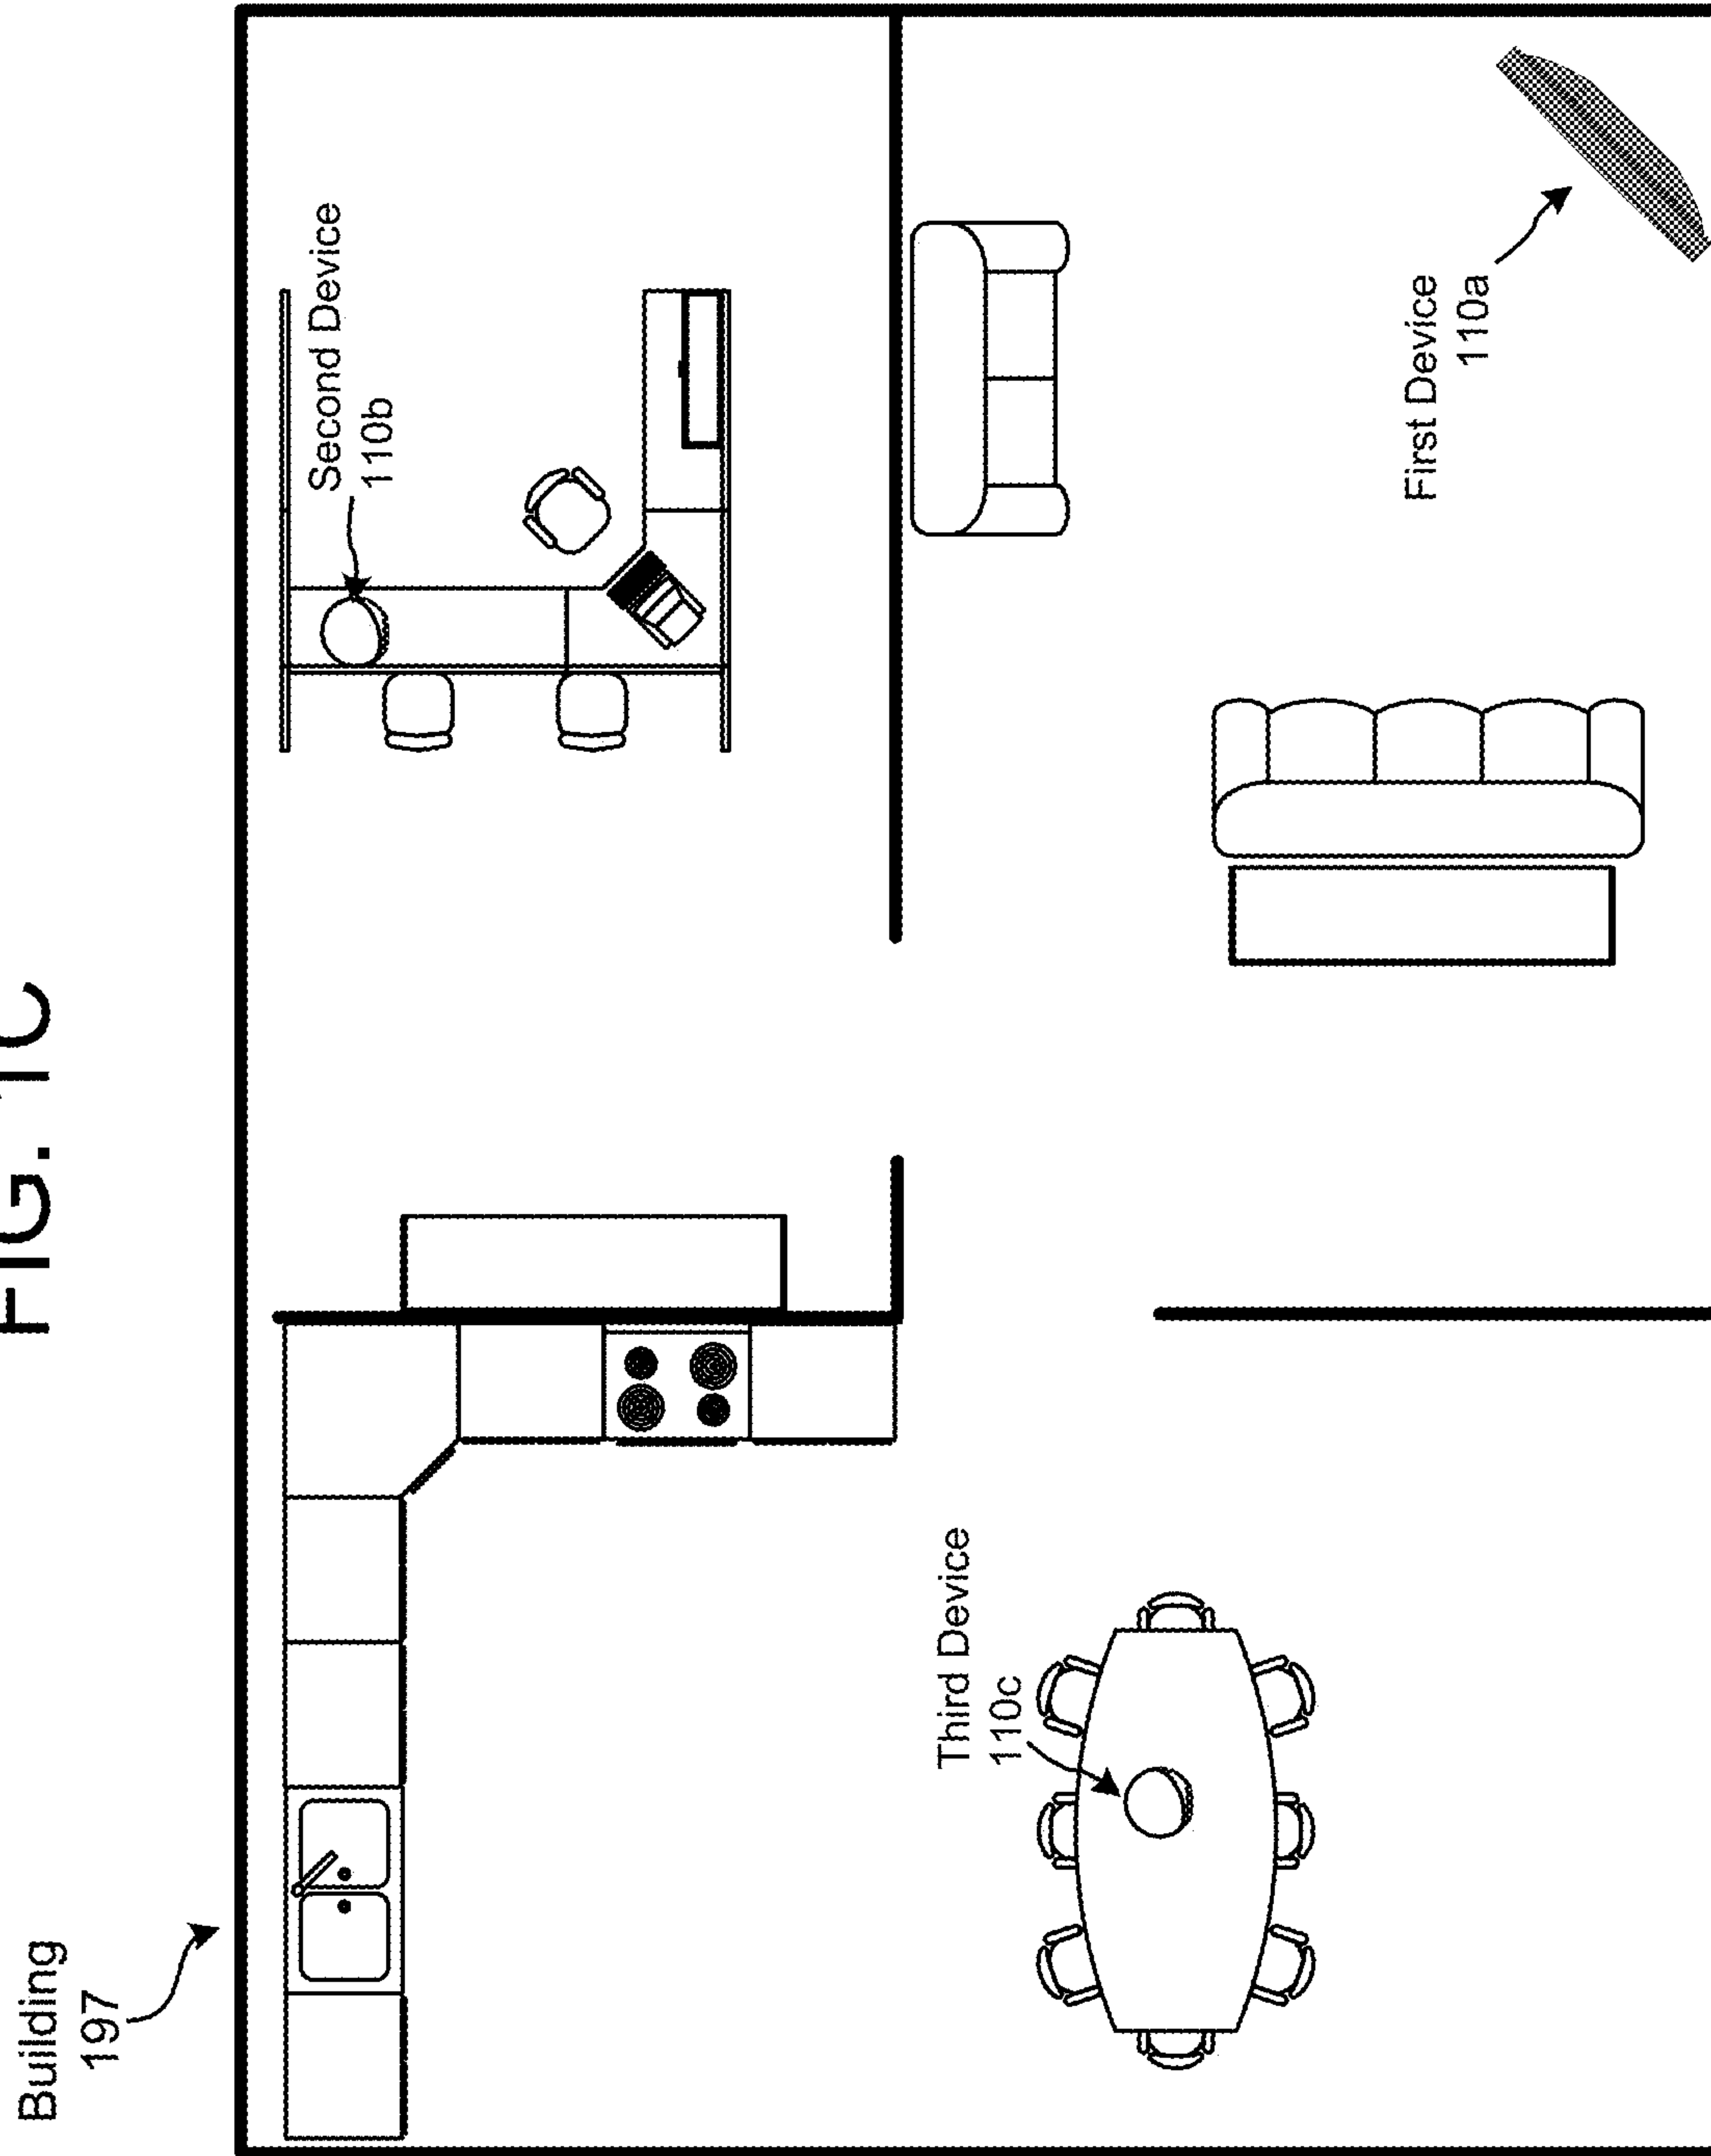 FIG. 1C
Building
197
Second Device
110b
Third Device
110c
First Device
110a